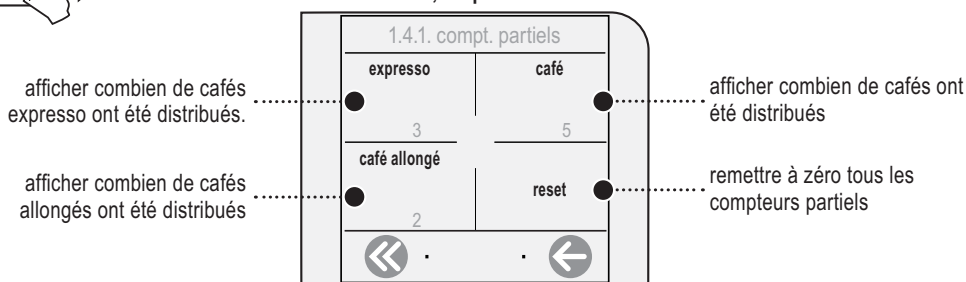 1.4.1. compt. partiels
expresso
café
afficher combien de cafés
expresso ont été distribués.
afficher combien de cafés ont
été distribués
3
5
café allongé
afficher combien de cafés
allongés ont été distribués
reset
remettre à zéro tous les
compteurs partiels
2